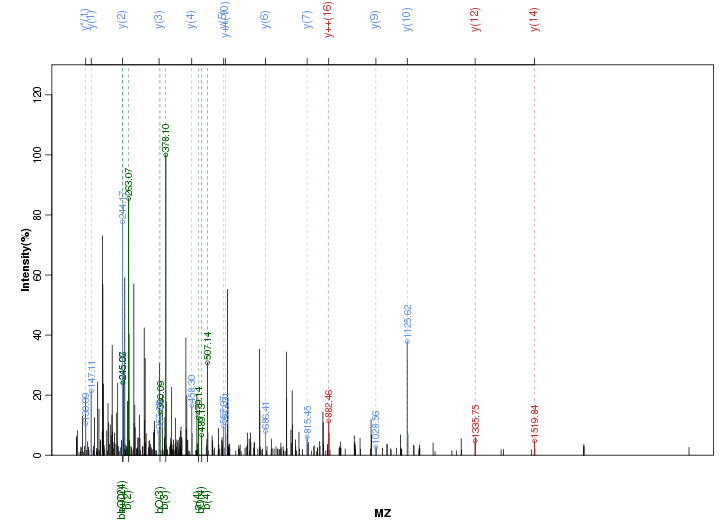 y(1)
y(2)
y(3)
y(4)
y(6)
y(7)
y++(16)
y(9)
y(10)
y(12)
y(14)
Intensity(%)
0
20
40
60
80
100
120
147.11
244.17
263.07
378.10
458.30
507.14
686.41
815.45
882.46
1028.56
1125.62
1335.75
1519.84
b(2)
b(3)
b(4)
MZ